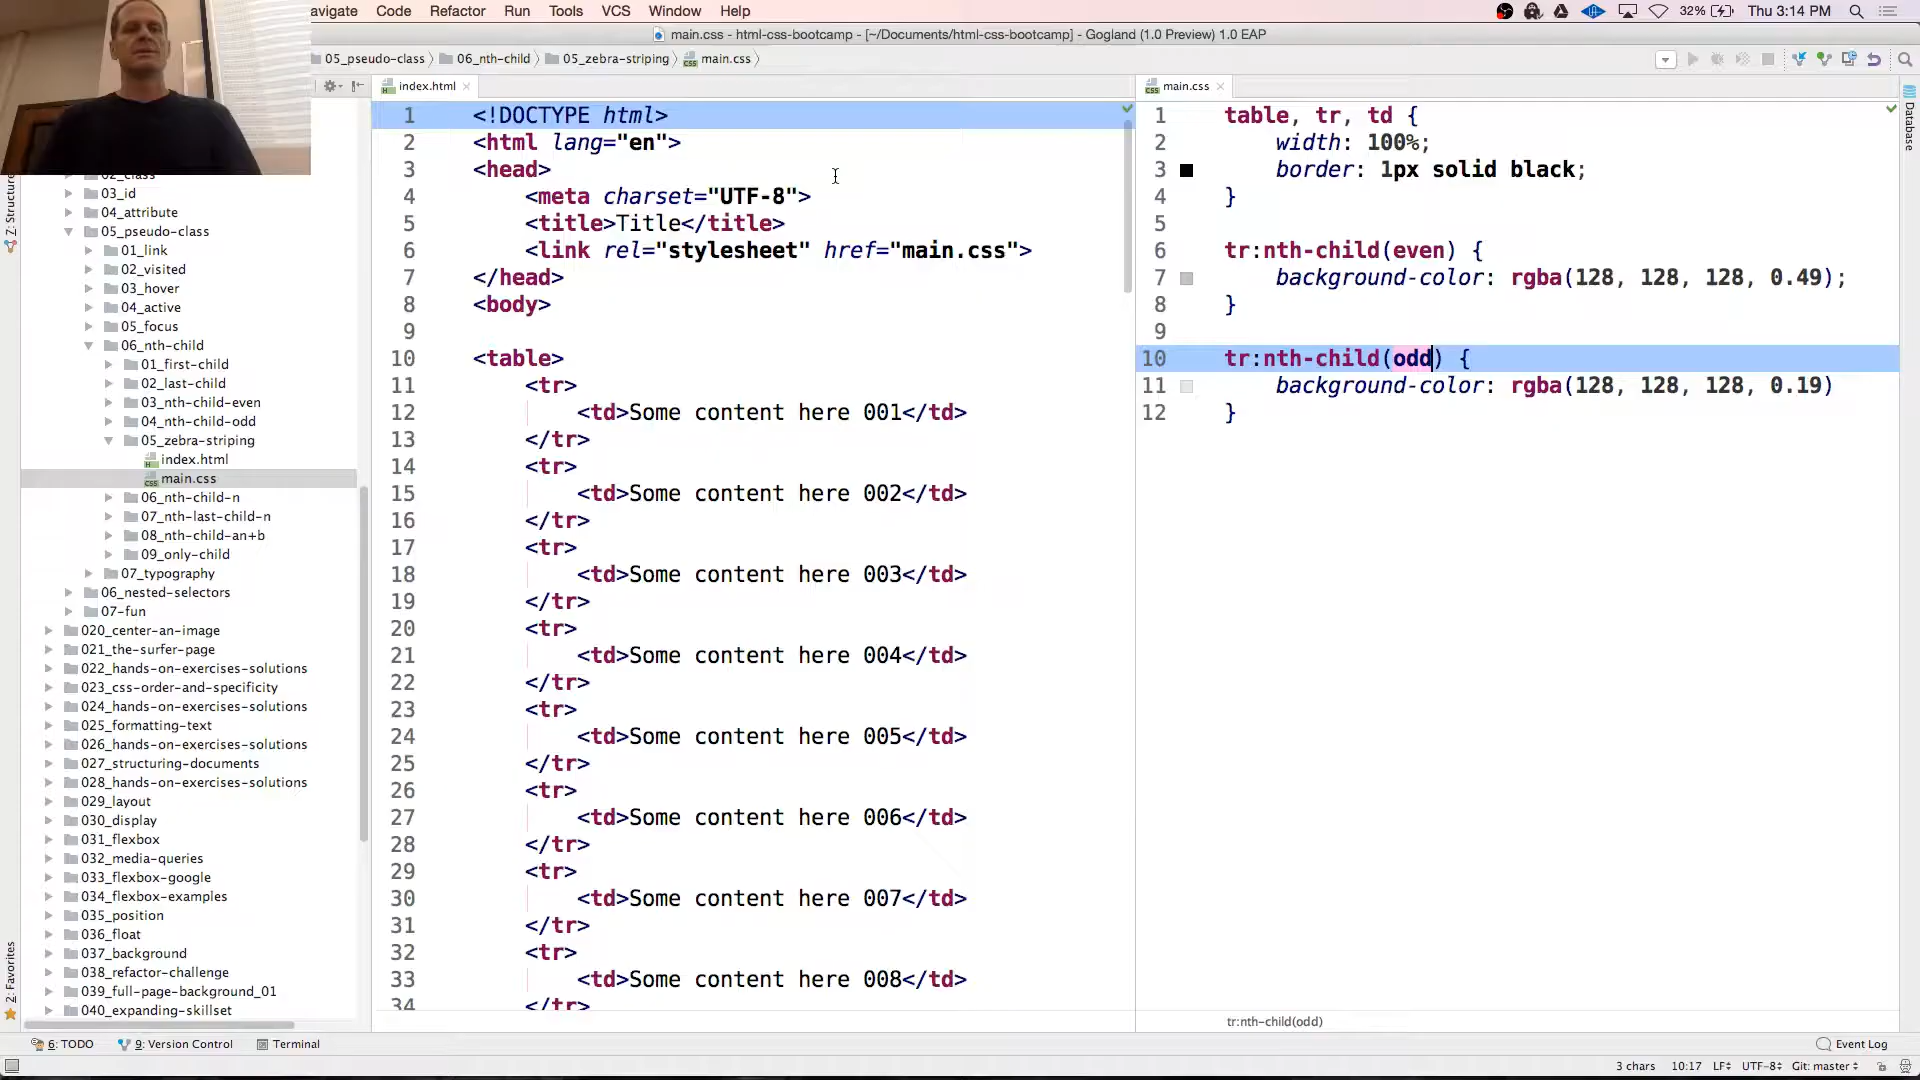 avigate Code Refactor Run Tools VCS Window Help 32% Thu 3:14 PM
main.css - html-css-bootcamp - [~/Documents/html-css-bootcamp] - Gogland (1.0 Preview) 1.0 EAP
05_pseudo-class 06_nth-child 05_zebra-striping main.css
index.html
main.css
Z: Structure
02_class
03_id
04_attribute
05_pseudo-class
01_link
02_visited
03_hover
04_active
05_focus
06_nth-child
01_first-child
02_last-child
03_nth-child-even
04_nth-child-odd
05_zebra-striping
index.html
main.css
06_nth-child-n
07_nth-last-child-n
08_nth-child-an+b
09_only-child
07_typography
06_nested-selectors
07-fun
020_center-an-image
021_the-surfer-page
022_hands-on-exercises-solutions
023_css-order-and-specificity
024_hands-on-exercises-solutions
025_formatting-text
026_hands-on-exercises-solutions
027_structuring-documents
028_hands-on-exercises-solutions
029_layout
030_display
031_flexbox
032_media-queries
033_flexbox-google
034_flexbox-examples
035_position
036_float
037_background
038_refactor-challenge
039_full-page-background_01
040_expanding-skillset
2: Favorites
1 <!DOCTYPE html>
2 <html lang="en">
3 <head>
4 <meta charset="UTF-8">
5 <title>Title</title>
6 <link rel="stylesheet" href="main.css">
7 </head>
8 <body>
9
10 <table>
11 <tr>
12 <td>Some content here 001</td>
13 </tr>
14 <tr>
15 <td>Some content here 002</td>
16 </tr>
17 <tr>
18 <td>Some content here 003</td>
19 </tr>
20 <tr>
21 <td>Some content here 004</td>
22 </tr>
23 <tr>
24 <td>Some content here 005</td>
25 </tr>
26 <tr>
27 <td>Some content here 006</td>
28 </tr>
29 <tr>
30 <td>Some content here 007</td>
31 </tr>
32 <tr>
33 <td>Some content here 008</td>
34 </tr>
1 table, tr, td {
2 width: 100%;
3 border: 1px solid black;
4 }
5
6 tr:nth-child(even) {
7 background-color: rgba(128, 128, 128, 0.49);
8 }
9
10 tr:nth-child(odd) {
11 background-color: rgba(128, 128, 128, 0.19)
12 }
tr:nth-child(odd)
Database
6: TODO 9: Version Control Terminal Event Log
3 chars 10:17 LF÷ UTF-8÷ Git: master÷